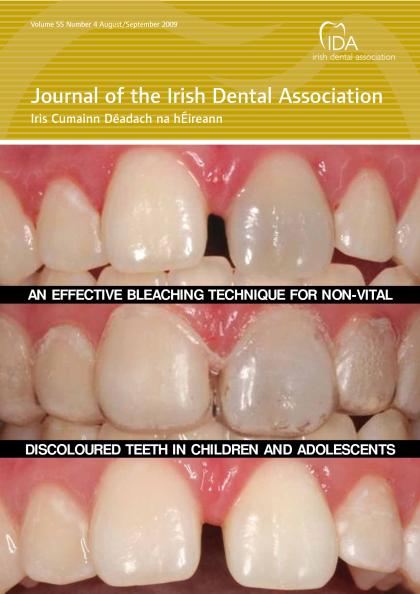 Volume 55 Number 4 August/September 2009
IDA
irish dental association
Journal of the Irish Dental Association
Iris Cumainn Déadach na hÉireann
AN EFFECTIVE BLEACHING TECHNIQUE FOR NON-VITAL
DISCOLOURED TEETH IN CHILDREN AND ADOLESCENTS